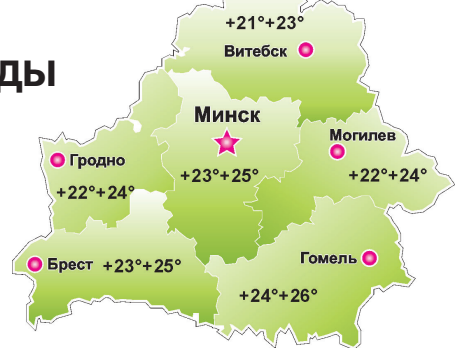 +21°+23°
Витебск
ды
Минск
+23°+25°
Могилев
+22°+24°
Гродно
+22°+24°
Брест +23°+25°
Гомель
+24°+26°